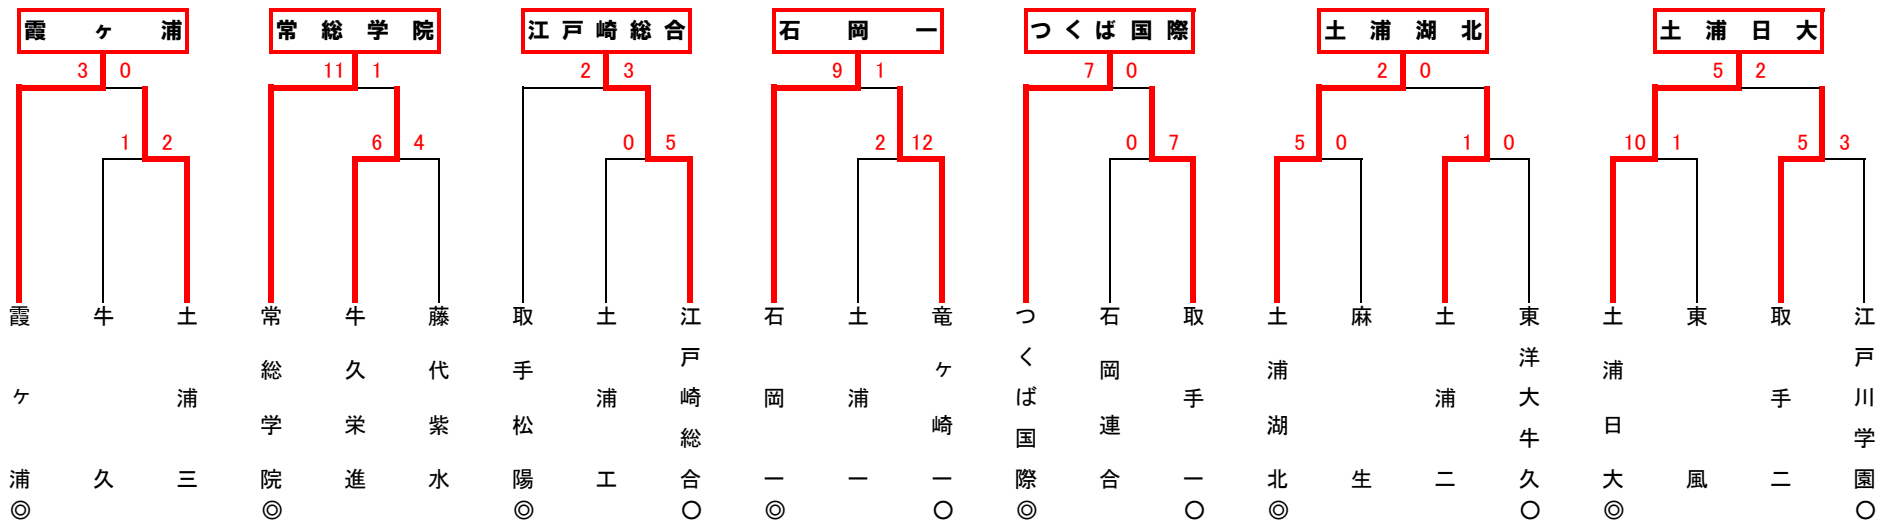 霞ヶ浦 常総学院 江戸崎総合 石岡一 つくば国際 土浦湖北 土浦日大
3 0 11 1 2 3 9 1 7 0 2 0 5 2
1 2 6 4 0 5 2 12 0 7 5 0 1 0 10 1 5 3
霞ヶ浦
牛久
土浦三
常総学院
牛久栄進
藤代紫水
取手松陽
土浦工
江戸崎総合
石岡一
土浦一
竜ヶ崎一
つくば国際
石岡連合
取手一
土浦湖北
麻生
土浦二
東洋大牛久
土浦日大
東風
取手二
江戸川学園
◎ ◎ ◎ ○ ◎ ○ ◎ ○ ◎ ○ ◎ ○